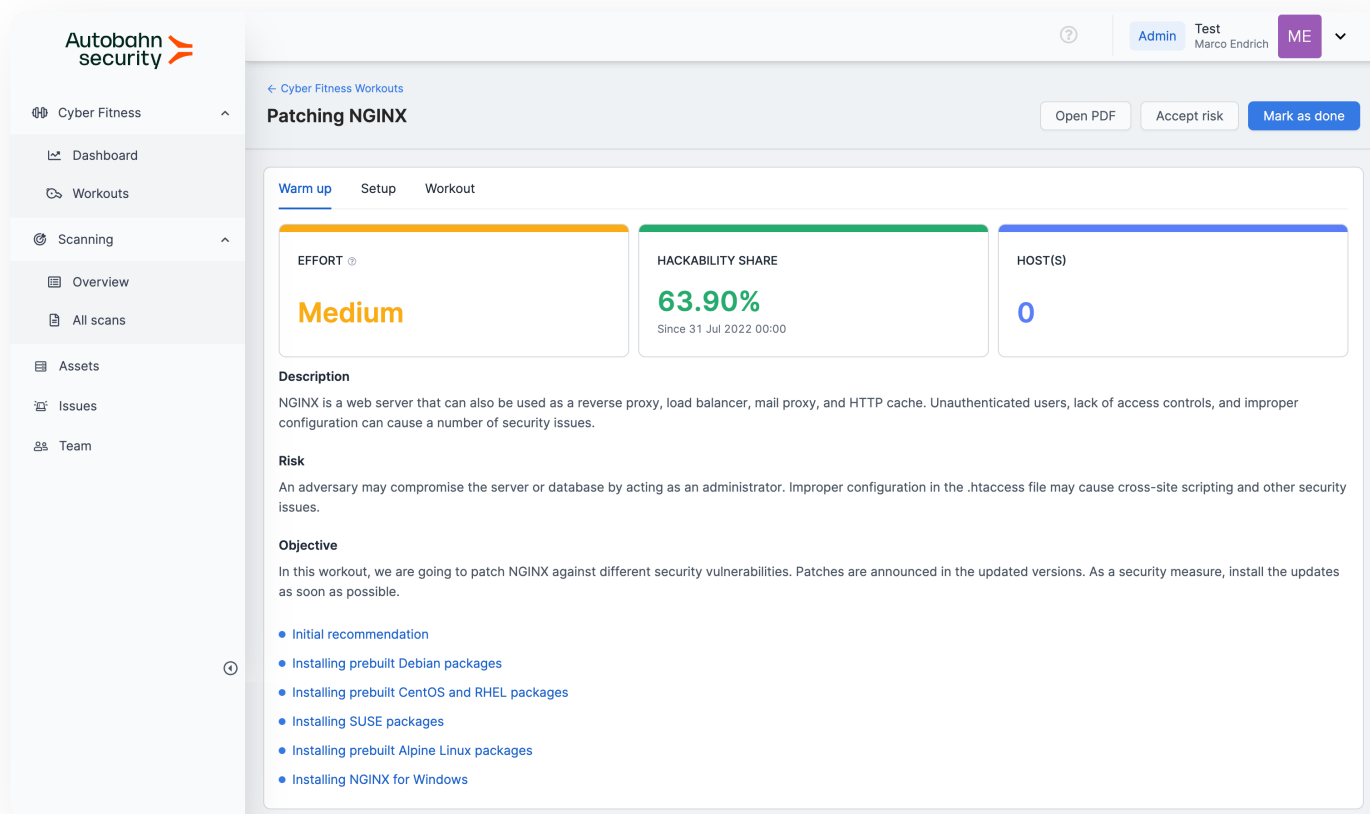 Autobahn
security
Cyber Fitness
Dashboard
Workouts
Scanning
Overview
All scans
Assets
Issues
Team
Admin
Test
Marco Endrich
ME
← Cyber Fitness Workouts
Patching NGINX
Open PDF
Accept risk
Mark as done
Warm up
Setup
Workout
EFFORT
Medium
HACKABILITY SHARE
63.90%
Since 31 Jul 2022 00:00
HOST(S)
0
Description
NGINX is a web server that can also be used as a reverse proxy, load balancer, mail proxy, and HTTP cache. Unauthenticated users, lack of access controls, and improper
configuration can cause a number of security issues.
Risk
An adversary may compromise the server or database by acting as an administrator. Improper configuration in the .htaccess file may cause cross-site scripting and other security
issues.
Objective
In this workout, we are going to patch NGINX against different security vulnerabilities. Patches are announced in the updated versions. As a security measure, install the updates
as soon as possible.
Initial recommendation
Installing prebuilt Debian packages
Installing prebuilt CentOS and RHEL packages
Installing SUSE packages
Installing prebuilt Alpine Linux packages
Installing NGINX for Windows